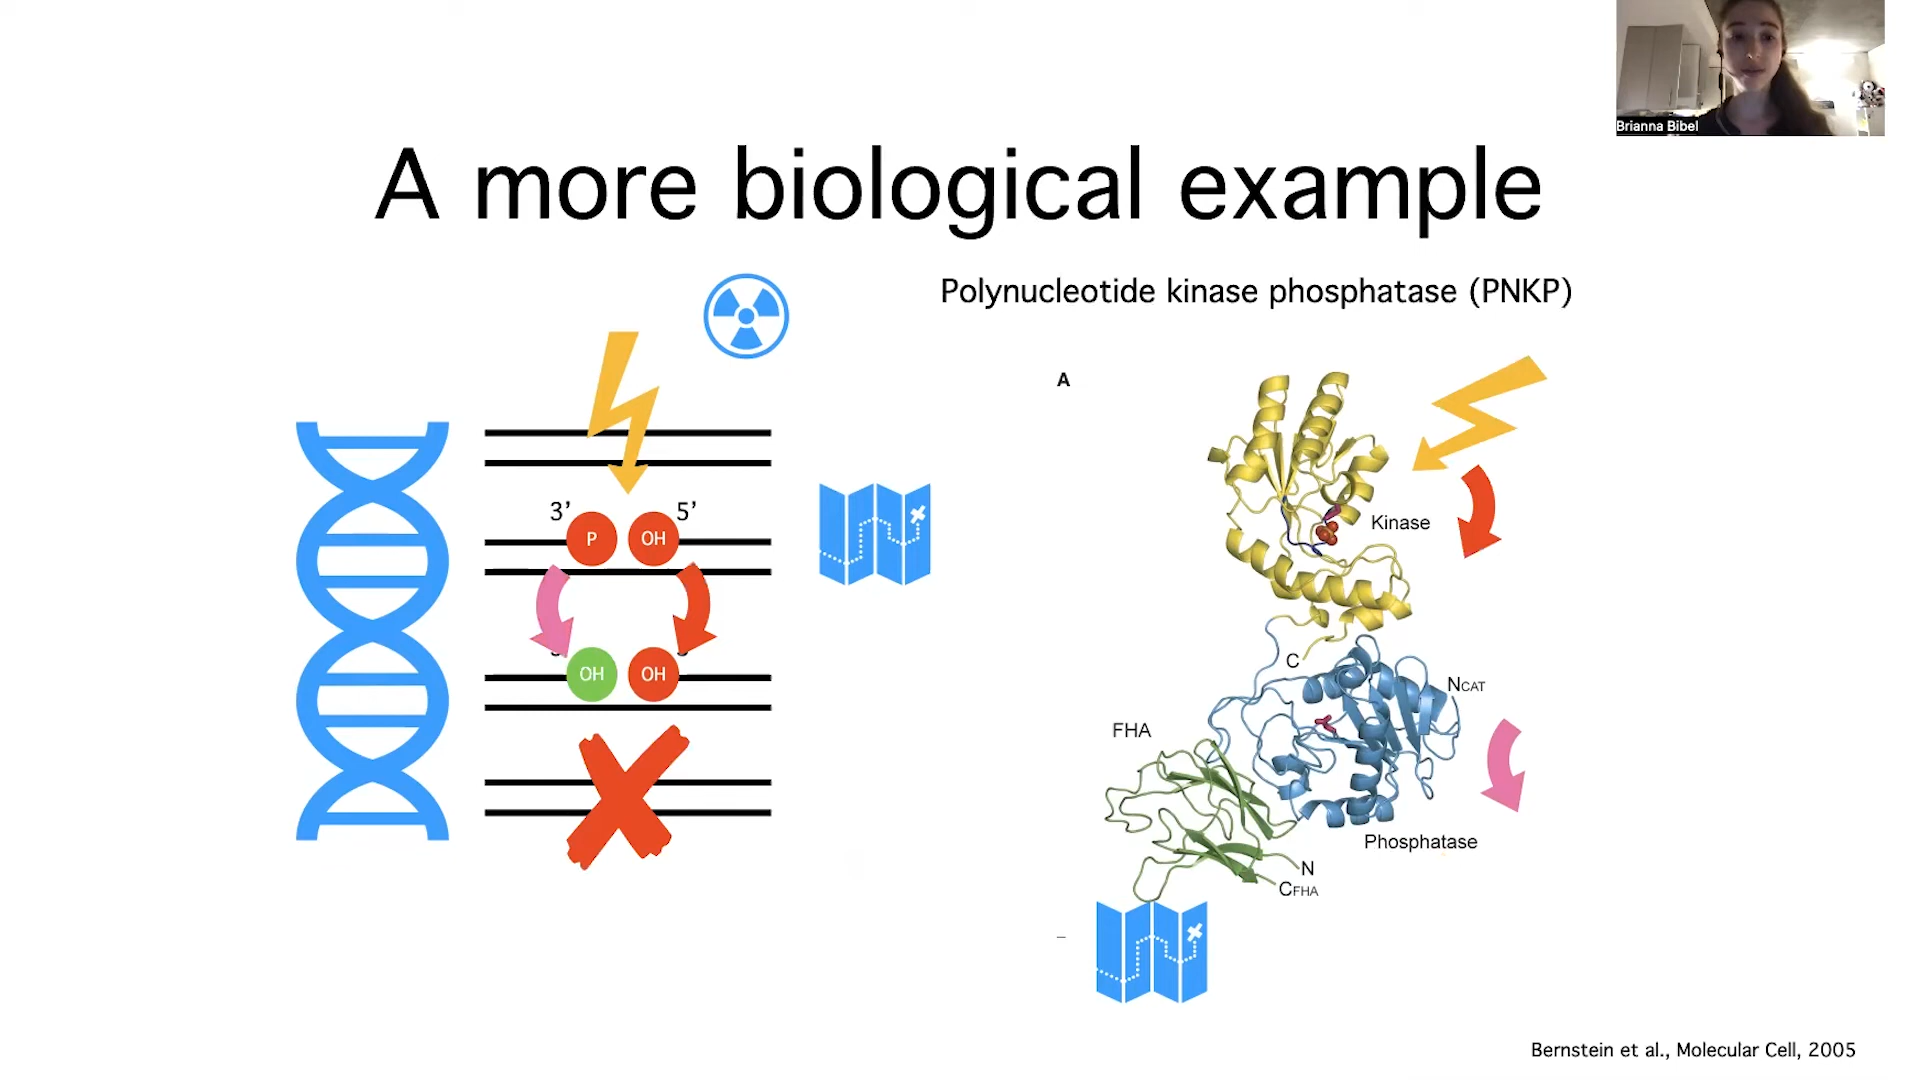 Brianna Bibel
A more biological example
Polynucleotide kinase phosphatase (PNKP)
A
3’ 5’
P OH
Kinase
OH OH
C
NCAT
FHA
Phosphatase
N
CFHA
Bernstein et al., Molecular Cell, 2005